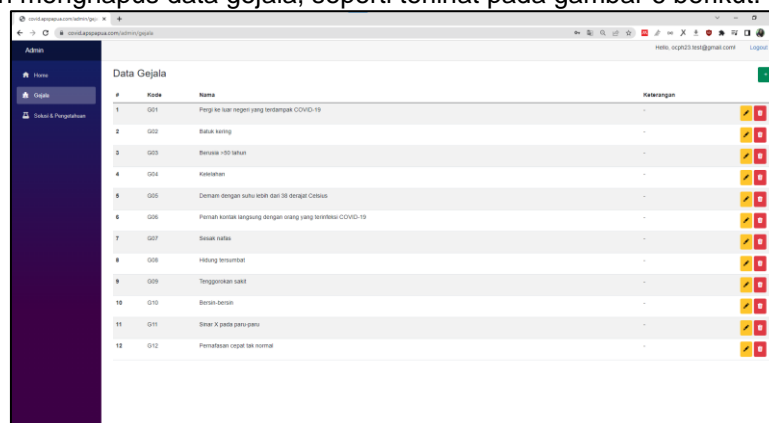 menghapus data gejala, seperti terlihat pada gambar
covid.apspapua.com/admin/gej
covid.apspapua.com/admin/gejala
Admin
Hello, ocph23.test@gmail.com! Logout
Home
Gejala
Solusi & Pengetahuan
Data Gejala
# Kode Nama Keterangan
1 G01 Pergi ke luar negeri yang terdampak COVID-19 -
2 G02 Batuk kering -
3 G03 Berusia >50 tahun -
4 G04 Kelelahan -
5 G05 Demam dengan suhu lebih dari 38 derajat Celsius -
6 G06 Pernah kontak langsung dengan orang yang terinfeksi COVID-19 -
7 G07 Sesak nafas -
8 G08 Hidung tersumbat -
9 G09 Tenggorokan sakit -
10 G10 Bersin-bersin -
11 G11 Sinar X pada paru-paru -
12 G12 Pernafasan cepat tak normal -